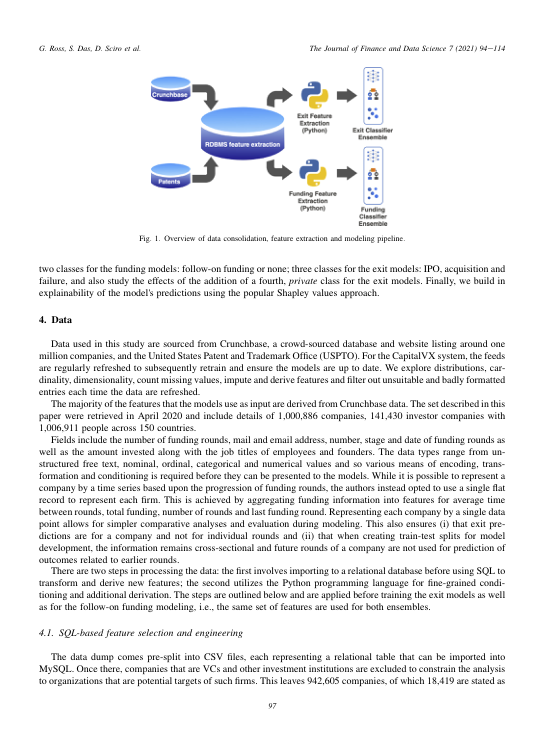 G. Ross, S. Das, D. Sciro et al.
The Journal of Finance and Data Science 7 (2021) 94—114
Crunchbase
Patents
RDBMS feature extraction
Exit Feature
Extraction
(Python)
Exit Classifier
Ensemble
Funding Feature
Extraction
(Python)
Funding
Classifier
Ensemble
Fig. 1. Overview of data consolidation, feature extraction and modeling pipeline.
two classes for the funding models: follow-on funding or none; three classes for the exit models: IPO, acquisition and
failure, and also study the effects of the addition of a fourth, private class for the exit models. Finally, we build in
explainability of the model's predictions using the popular Shapley values approach.
4. Data
Data used in this study are sourced from Crunchbase, a crowd-sourced database and website listing around one
million companies, and the United States Patent and Trademark Office (USPTO). For the CapitalVX system, the feeds
are regularly refreshed to subsequently retrain and ensure the models are up to date. We explore distributions, car-
dinality, dimensionality, count missing values, impute and derive features and filter out unsuitable and badly formatted
entries each time the data are refreshed.
The majority of the features that the models use as input are derived from Crunchbase data. The set described in this
paper were retrieved in April 2020 and include details of 1,000,886 companies, 141,430 investor companies with
1,006,911 people across 150 countries.
Fields include the number of funding rounds, mail and email address, number, stage and date of funding rounds as
well as the amount invested along with the job titles of employees and founders. The data types range from un-
structured free text, nominal, ordinal, categorical and numerical values and so various means of encoding, trans-
formation and conditioning is required before they can be presented to the models. While it is possible to represent a
company by a time series based upon the progression of funding rounds, the authors instead opted to use a single flat
record to represent each firm. This is achieved by aggregating funding information into features for average time
between rounds, total funding, number of rounds and last funding round. Representing each company by a single data
point allows for simpler comparative analyses and evaluation during modeling. This also ensures (i) that exit pre-
dictions are for a company and not for individual rounds and (ii) that when creating train-test splits for model
development, the information remains cross-sectional and future rounds of a company are not used for prediction of
outcomes related to earlier rounds.
There are two steps in processing the data: the first involves importing to a relational database before using SQL to
transform and derive new features; the second utilizes the Python programming language for fine-grained condi-
tioning and additional derivation. The steps are outlined below and are applied before training the exit models as well
as for the follow-on funding modeling, i.e., the same set of features are used for both ensembles.
4.1. SQL-based feature selection and engineering
The data dump comes pre-split into CSV files, each representing a relational table that can be imported into
MySQL. Once there, companies that are VCs and other investment institutions are excluded to constrain the analysis
to organizations that are potential targets of such firms. This leaves 942,605 companies, of which 18,419 are stated as
97